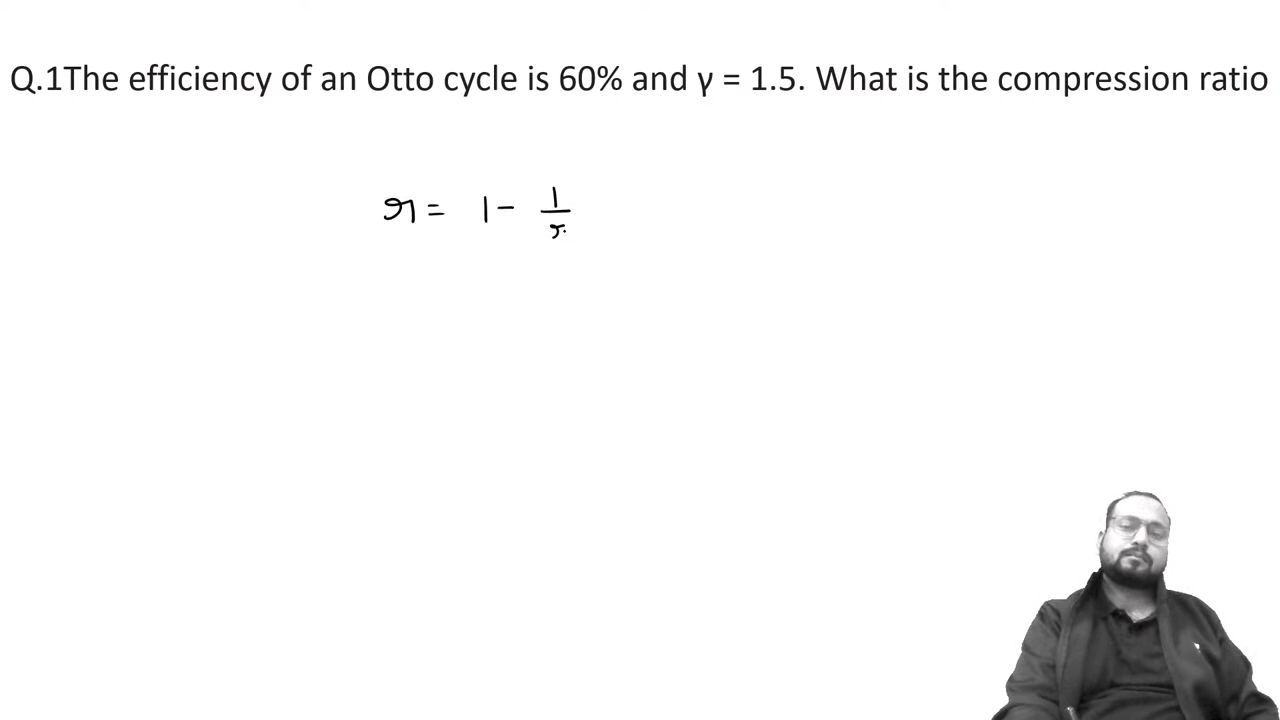 Q.1The efficiency of an Otto cycle is 60% and γ = 1.5. What is the compression ratio
η = 1 - 1/r